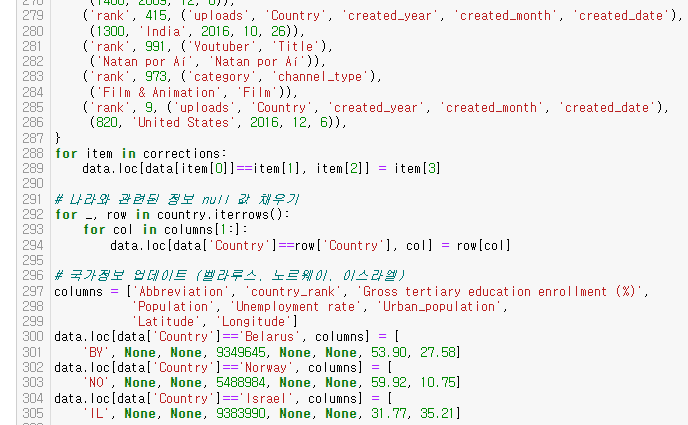 278 (1400, 2009, 12, 6)),
279 ('rank', 415, ('uploads', 'Country', 'created_year', 'created_month', 'created_date'),
280 (1300, 'India', 2016, 10, 26)),
281 ('rank', 991, ('Youtuber', 'Title'),
282 ('Natan por Aí', 'Natan por Aí')),
283 ('rank', 973, ('category', 'channel_type'),
284 ('Film & Animation', 'Film')),
285 ('rank', 9, ('uploads', 'Country', 'created_year', 'created_month', 'created_date'),
286 (820, 'United States', 2016, 12, 6)),
287 }
288 for item in corrections:
289 data.loc[data[item[0]]==item[1], item[2]] = item[3]
290
291 # 나라와 관련된 정보 null 값 채우기
292 for _, row in country.iterrows():
293 for col in columns[1:]:
294 data.loc[data['Country']==row['Country'], col] = row[col]
295
296 # 국가정보 업데이트 (벨라루스, 노르웨이, 이스라엘)
297 columns = ['Abbreviation', 'country_rank', 'Gross tertiary education enrollment (%)',
298 'Population', 'Unemployment rate', 'Urban_population',
299 'Latitude', 'Longitude']
300 data.loc[data['Country']=='Belarus', columns] = [
301 'BY', None, None, 9349645, None, None, 53.90, 27.58]
302 data.loc[data['Country']=='Norway', columns] = [
303 'NO', None, None, 5488984, None, None, 59.92, 10.75]
304 data.loc[data['Country']=='Israel', columns] = [
305 'IL', None, None, 9383990, None, None, 31.77, 35.21]